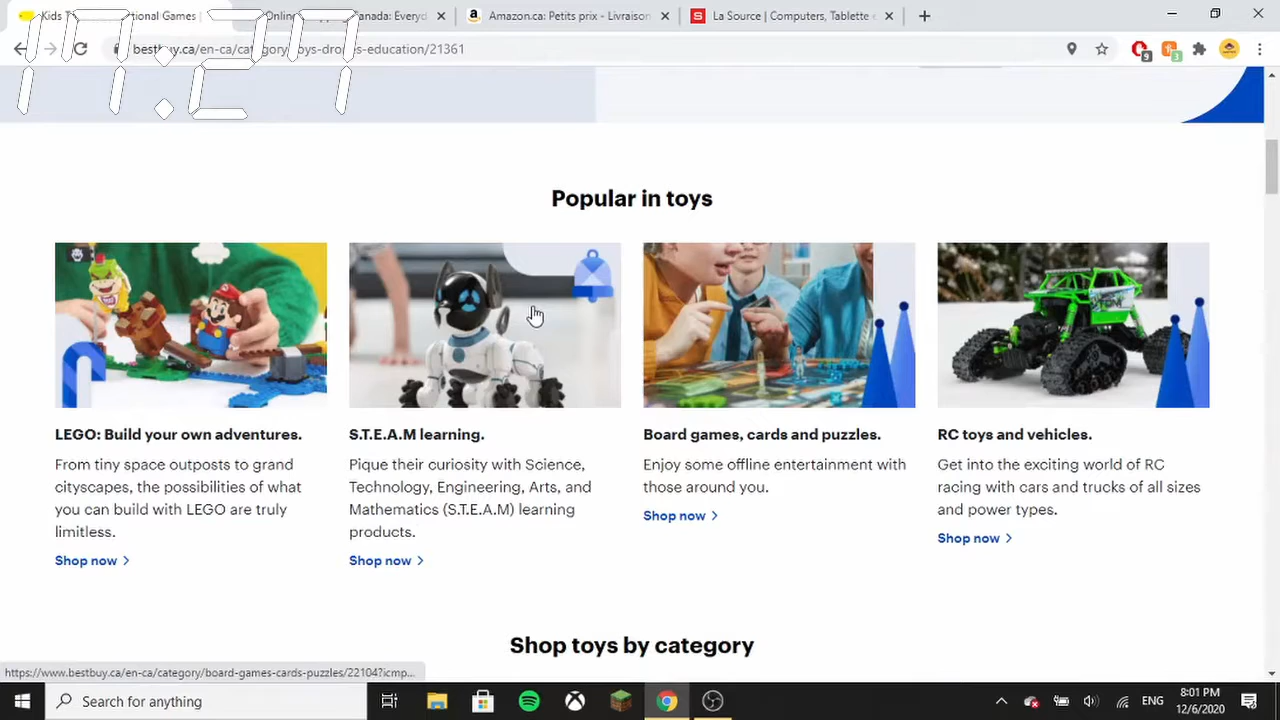 Online
anada: Every
Amazon.ca: Petits prix - Livraison
La Source | Computers, Tablette
bestbuy.ca/en-ca/category/toys-drones-education/21361
9
3
Popular in toys
LEGO: Build your own adventures.
From tiny space outposts to grand
cityscapes, the possibilities of what
you can build with LEGO are truly
limitless.
Shop now
S.T.E.A.M learning.
Pique their curiosity with Science,
Technology, Engineering, Arts, and
Mathematics (S.T.E.A.M) learning
products.
Shop now
Board games, cards and puzzles.
Enjoy some offline entertainment with
those around you.
Shop now
RC toys and vehicles.
Get into the exciting world of RC
racing with cars and trucks of all sizes
and power types.
Shop now
Shop toys by category
https://www.bestbuy.ca/en-ca/category/board-games-cards-puzzles/22104?icmp...
Search for anything
ENG
8:01 PM
12/6/2020